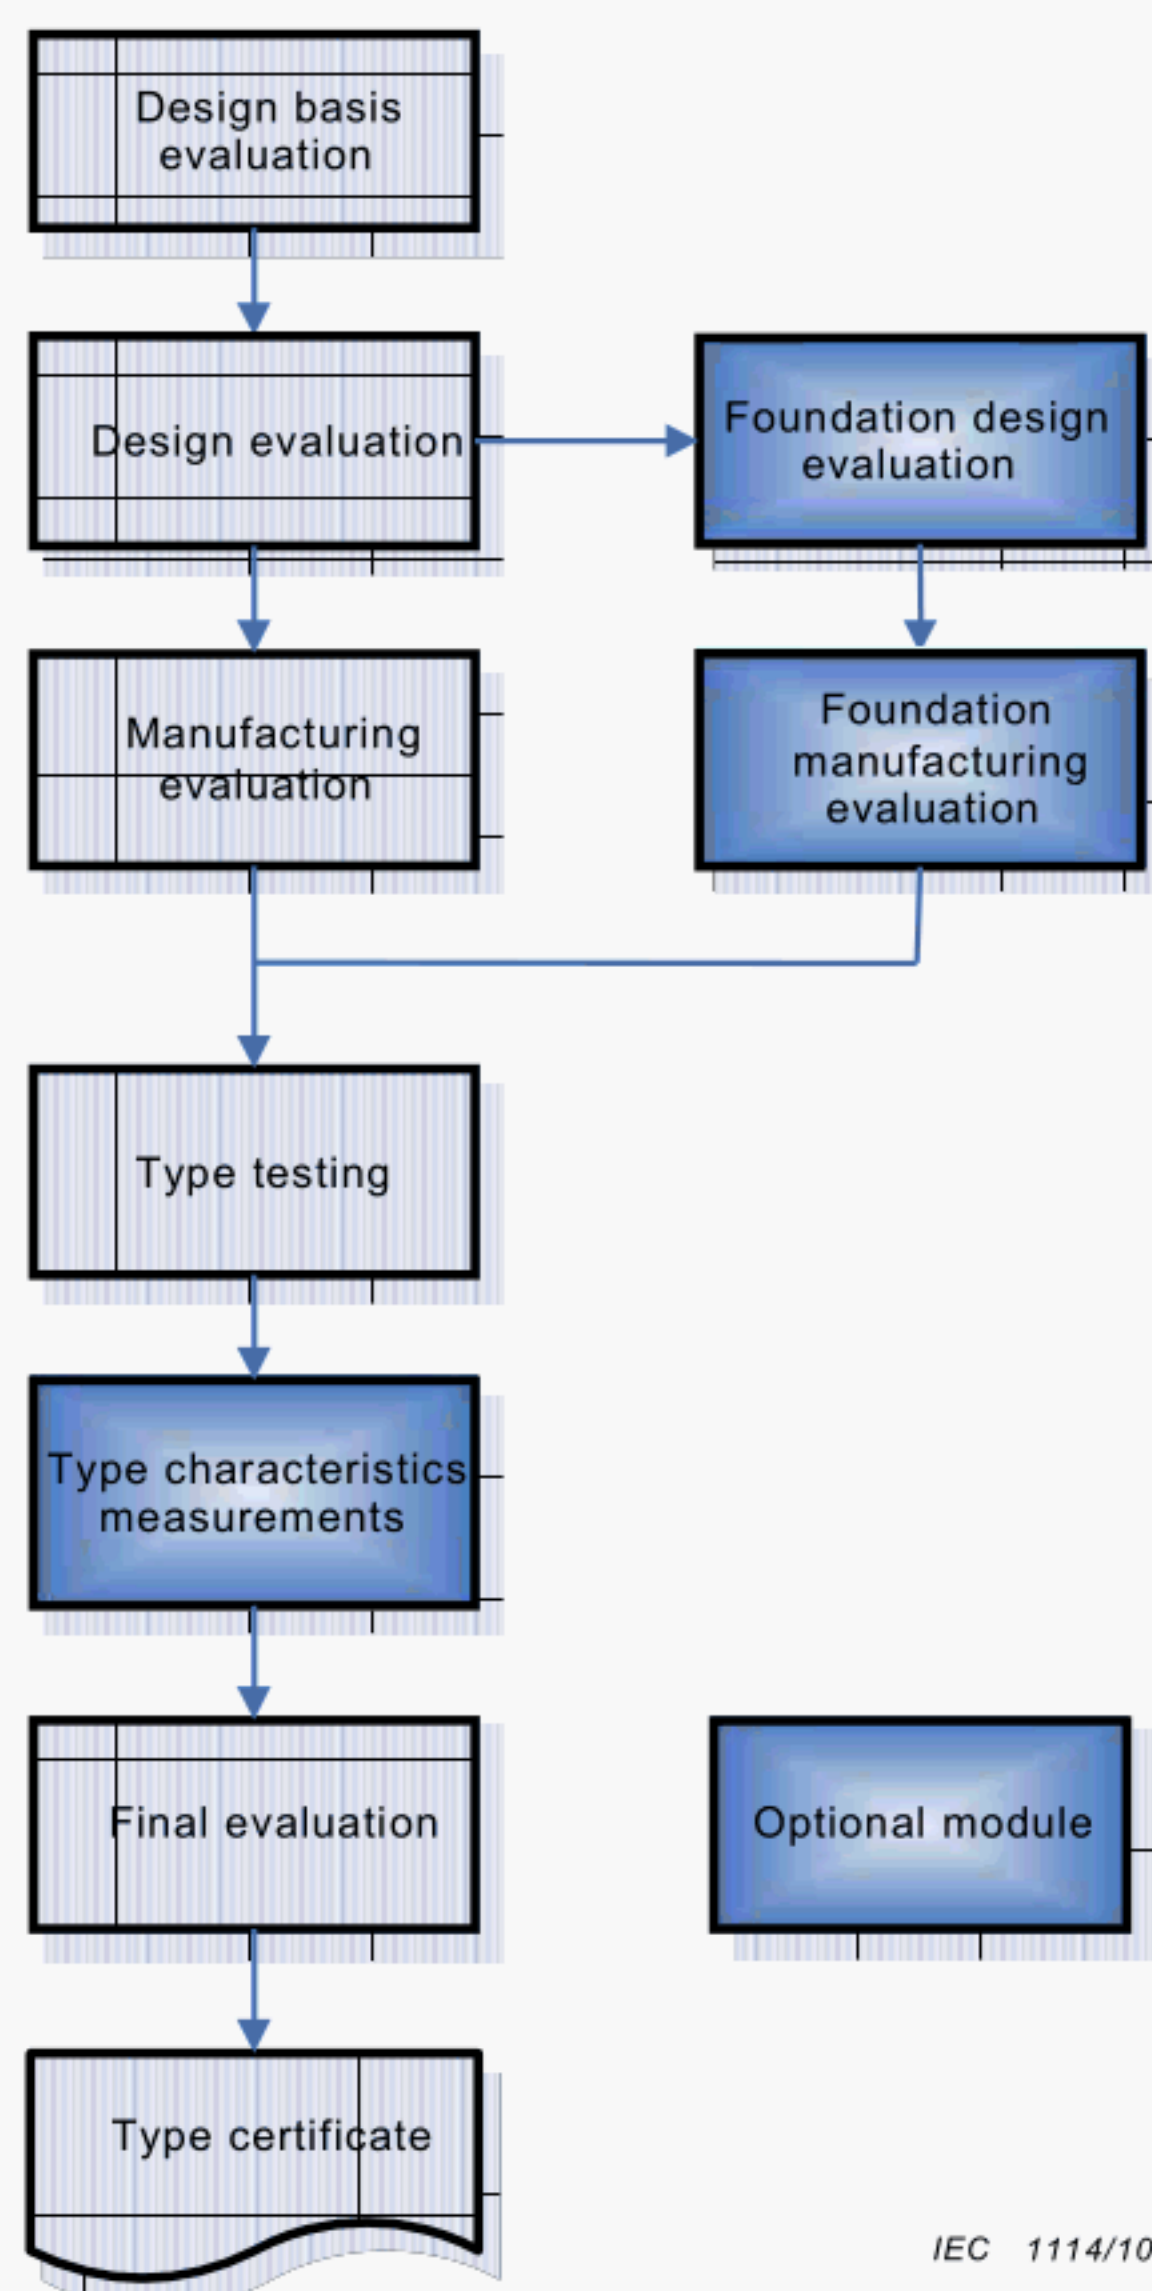 Design basis
evaluation
Design evaluation
Foundation design
evaluation
Manufacturing
evaluation
Foundation
manufacturing
evaluation
Type testing
Type characteristics
measurements
Final evaluation
Optional module
Type certificate
IEC 1114/10